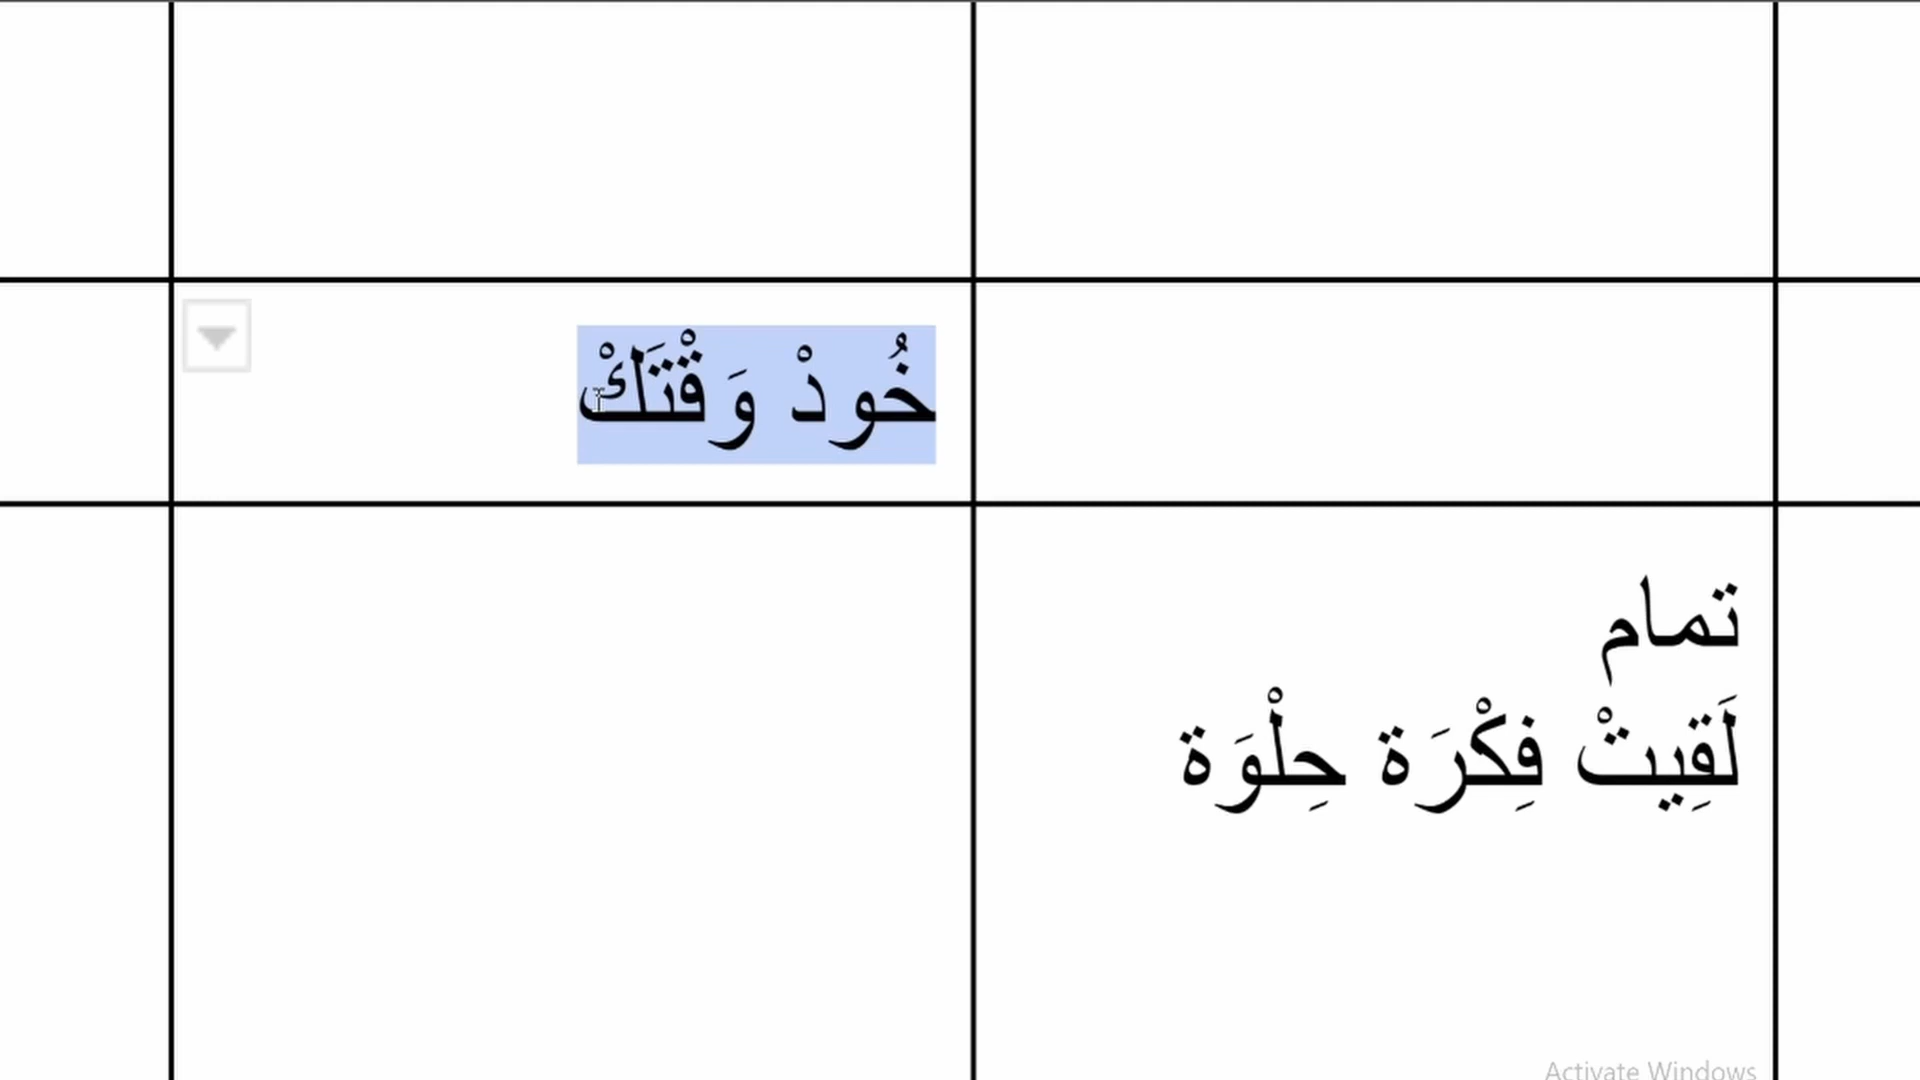 خُودْ وَقْتَكْ
تمام
لَقِيتْ فِكْرَة حِلْوَة
Activate Windows